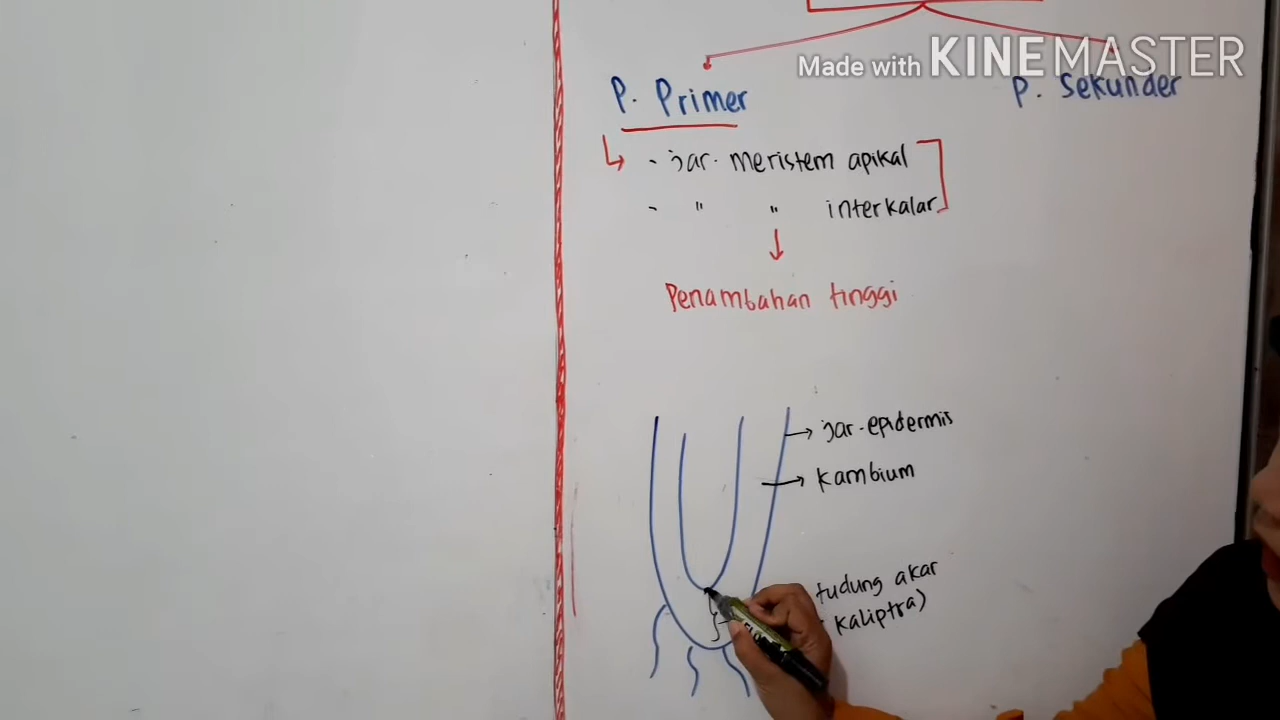 Made with KINEMASTER
P. Primer
P. Sekunder
- jar. meristem apikal
- " " interkalar
Penambahan tinggi
jar. epidermis
kambium
tudung akar
kaliptra)